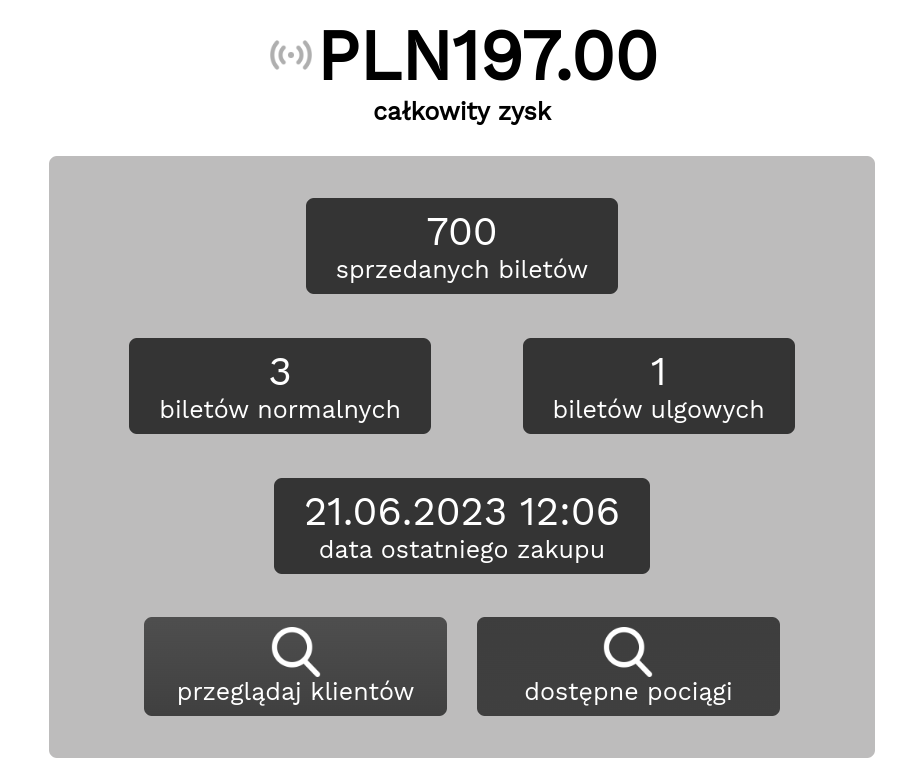 PLN197.00
całkowity zysk
700
sprzedanych biletów
3
biletów normalnych
1
biletów ulgowych
21.06.2023 12:06
data ostatniego zakupu
przeglądaj klientów
dostępne pociągi